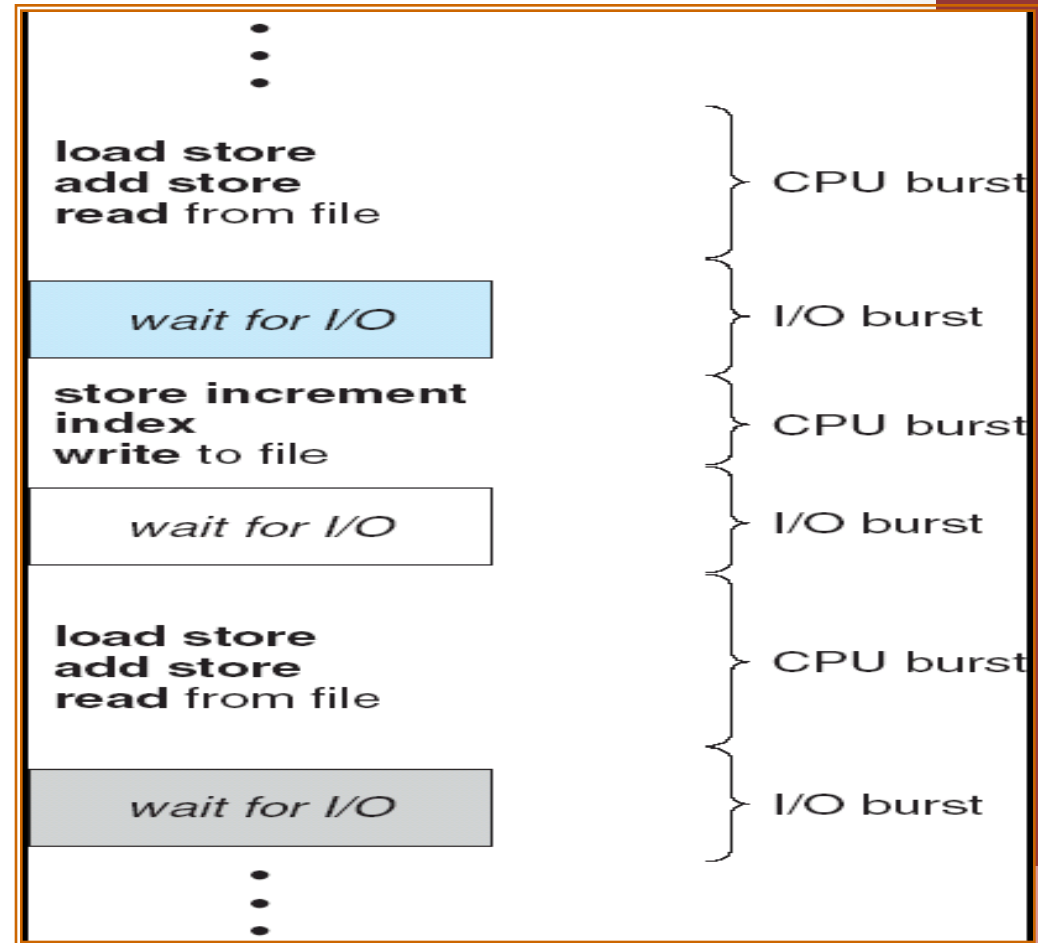 load store
add store
read from file
CPU burst
wait for I/O
I/O burst
store increment
index
write to file
CPU burst
wait for I/O
I/O burst
load store
add store
read from file
CPU burst
wait for I/O
I/O burst